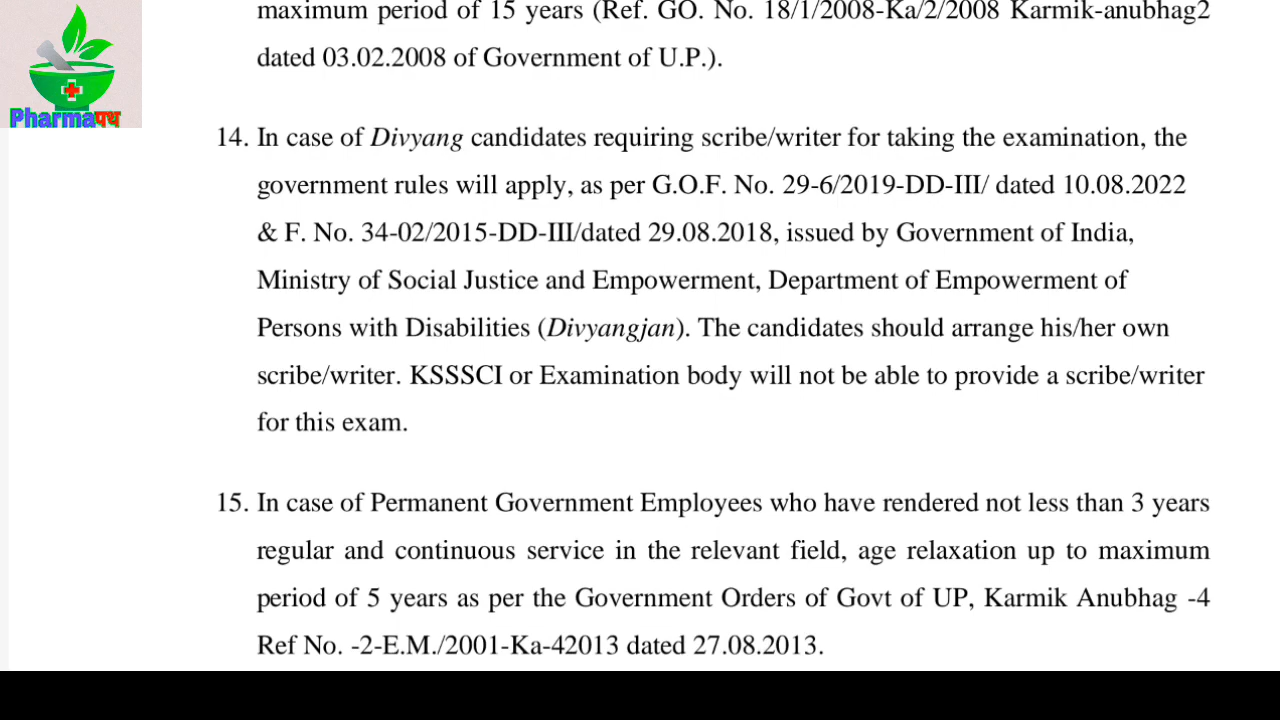 maximum period of 15 years (Ref. GO. No. 18/1/2008-Ka/2/2008 Karmik-anubhag2
dated 03.02.2008 of Government of U.P.).
Pharmaपथ
14. In case of Divyang candidates requiring scribe/writer for taking the examination, the
government rules will apply, as per G.O.F. No. 29-6/2019-DD-III/ dated 10.08.2022
& F. No. 34-02/2015-DD-III/dated 29.08.2018, issued by Government of India,
Ministry of Social Justice and Empowerment, Department of Empowerment of
Persons with Disabilities (Divyangjan). The candidates should arrange his/her own
scribe/writer. KSSSCI or Examination body will not be able to provide a scribe/writer
for this exam.
15. In case of Permanent Government Employees who have rendered not less than 3 years
regular and continuous service in the relevant field, age relaxation up to maximum
period of 5 years as per the Government Orders of Govt of UP, Karmik Anubhag -4
Ref No. -2-E.M./2001-Ka-42013 dated 27.08.2013.